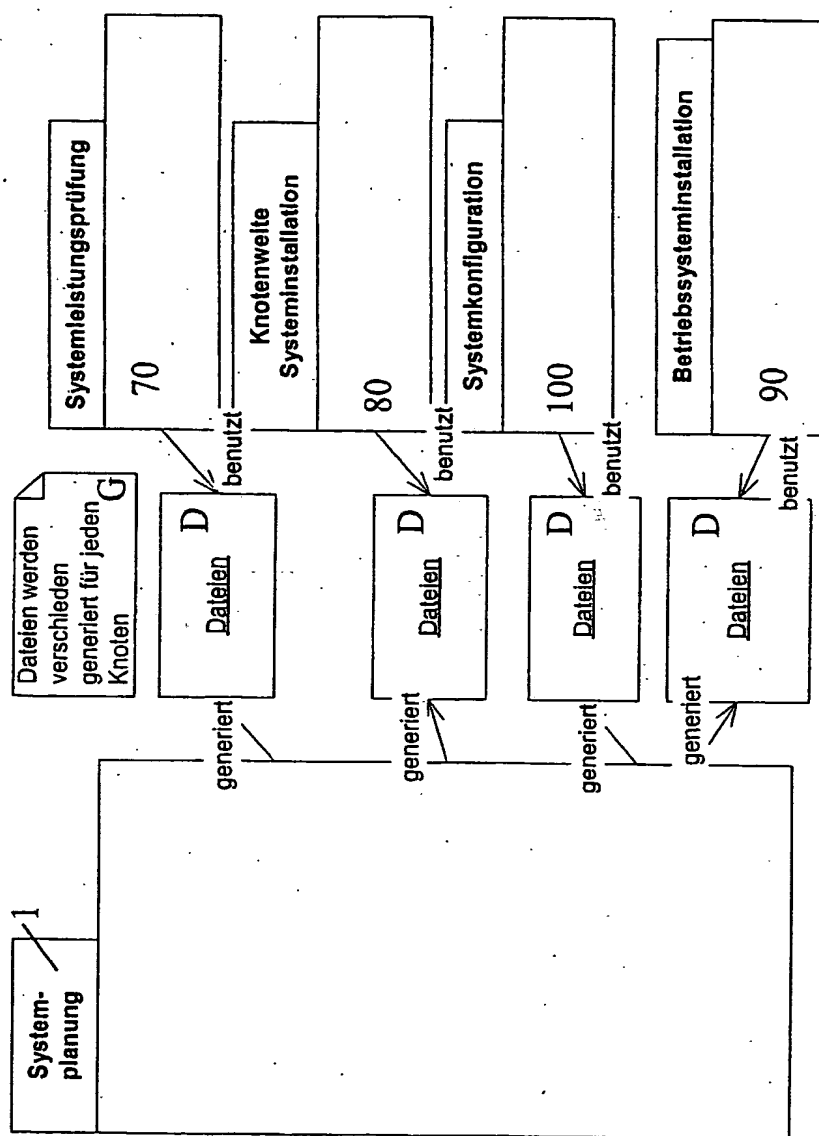 System-
planung
1
Dateien werden
verschieden
generiert für jeden
Knoten
G
generiert
Dateien
D
benutzt
Systemleistungsprüfung
70
generiert
Dateien
D
benutzt
Knotenweite
Systeminstallation
80
generiert
Dateien
D
benutzt
Systemkonfiguration
100
generiert
Dateien
D
benutzt
Betriebssysteminstallation
90